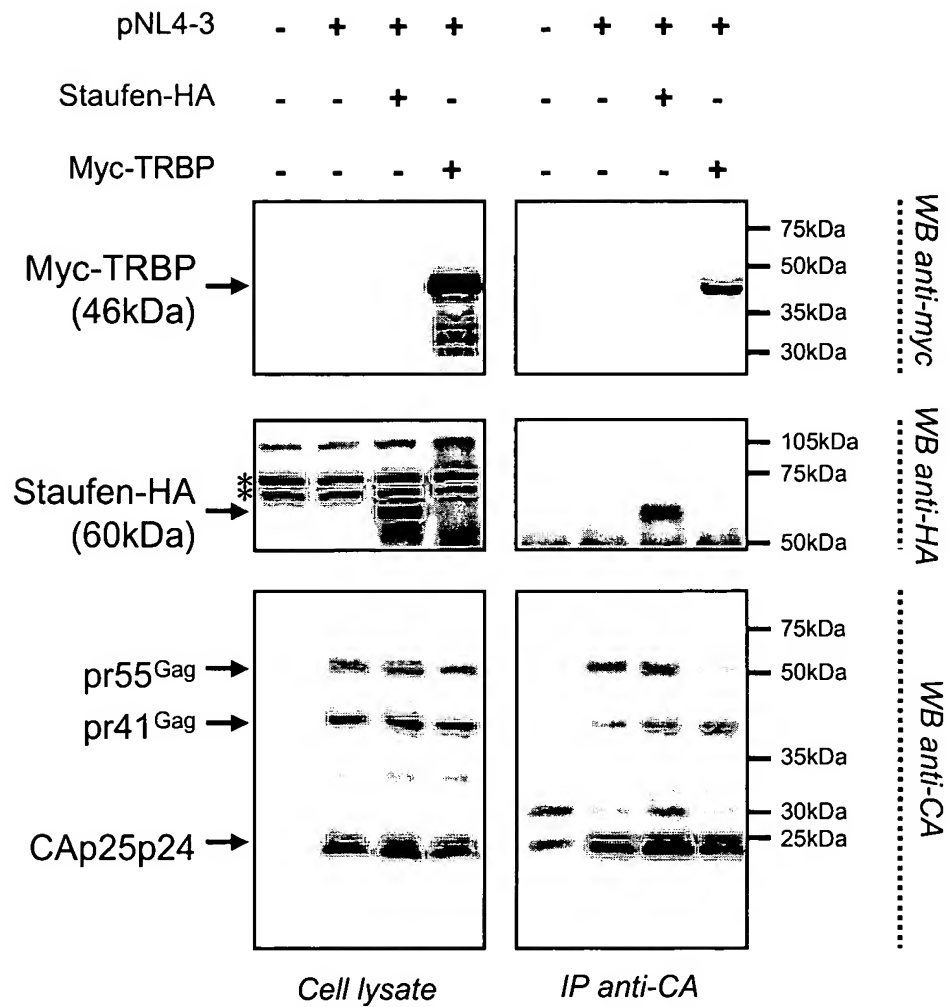 pNL4-3 - + + + - + + +
Staufen-HA - - + - - - + -
Myc-TRBP - - - + - - - +
Myc-TRBP
(46kDa)
75kDa
50kDa
35kDa
30kDa
WB anti-myc
*
*
Staufen-HA
(60kDa)
105kDa
75kDa
50kDa
WB anti-HA
pr55Gag
pr41Gag
CAp25p24
75kDa
50kDa
35kDa
30kDa
25kDa
WB anti-CA
Cell lysate
IP anti-CA